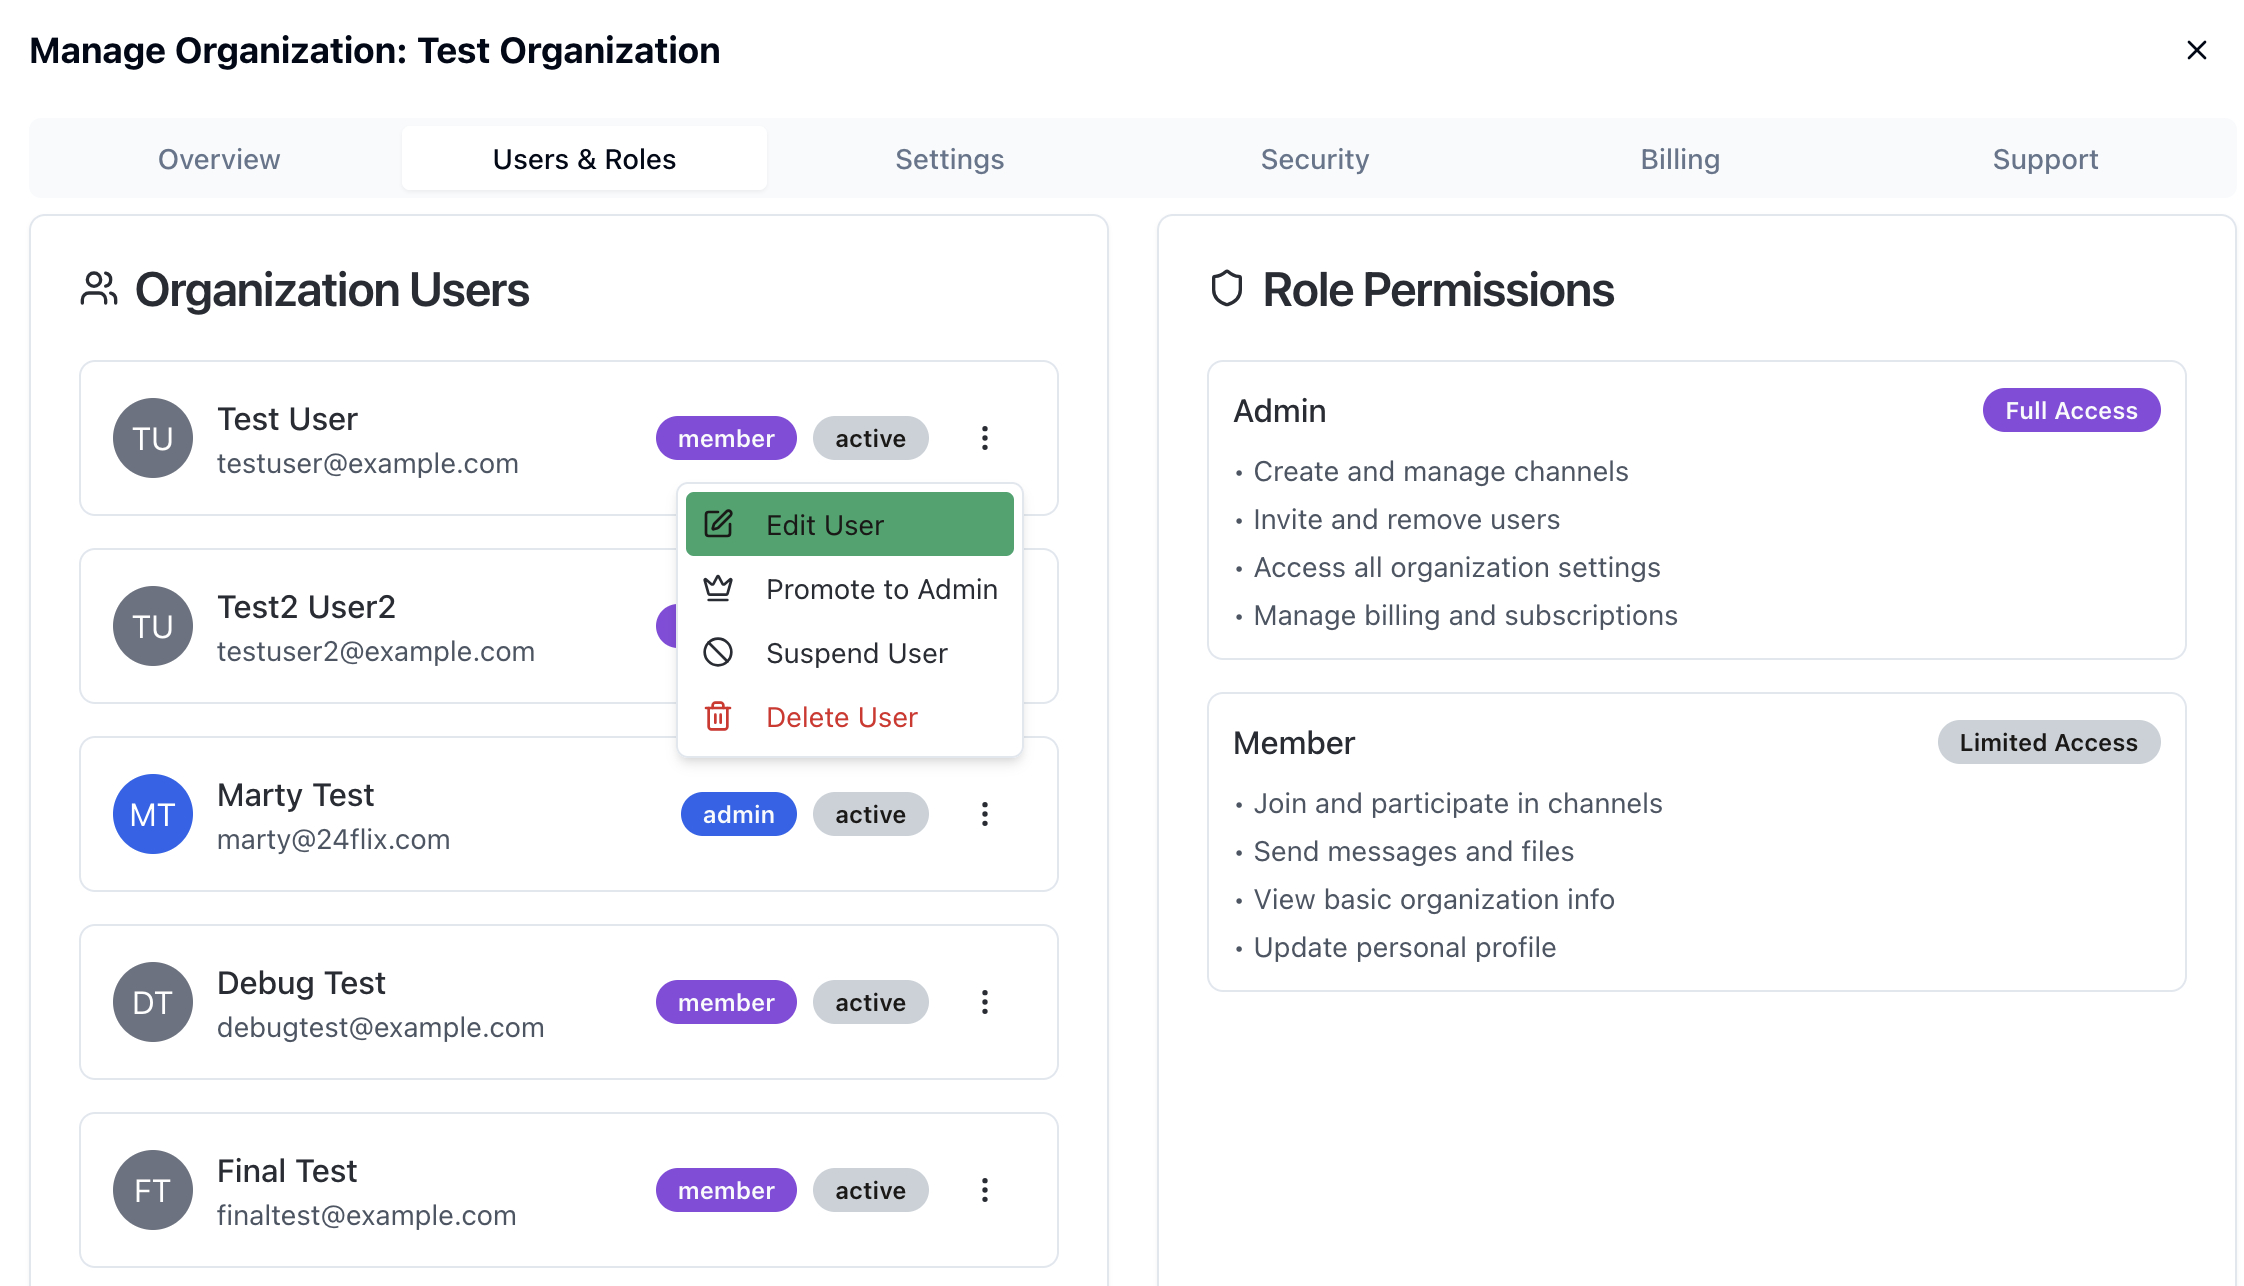 Manage Organization: Test Organization
Overview
Users & Roles
Settings
Security
Billing
Support
Organization Users
TU
Test User
testuser@example.com
member
active
Edit User
Promote to Admin
Suspend User
Delete User
TU
Test2 User2
testuser2@example.com
MT
Marty Test
marty@24flix.com
admin
active
DT
Debug Test
debugtest@example.com
member
active
FT
Final Test
finaltest@example.com
member
active
Role Permissions
Admin
Full Access
• Create and manage channels
• Invite and remove users
• Access all organization settings
• Manage billing and subscriptions
Member
Limited Access
• Join and participate in channels
• Send messages and files
• View basic organization info
• Update personal profile